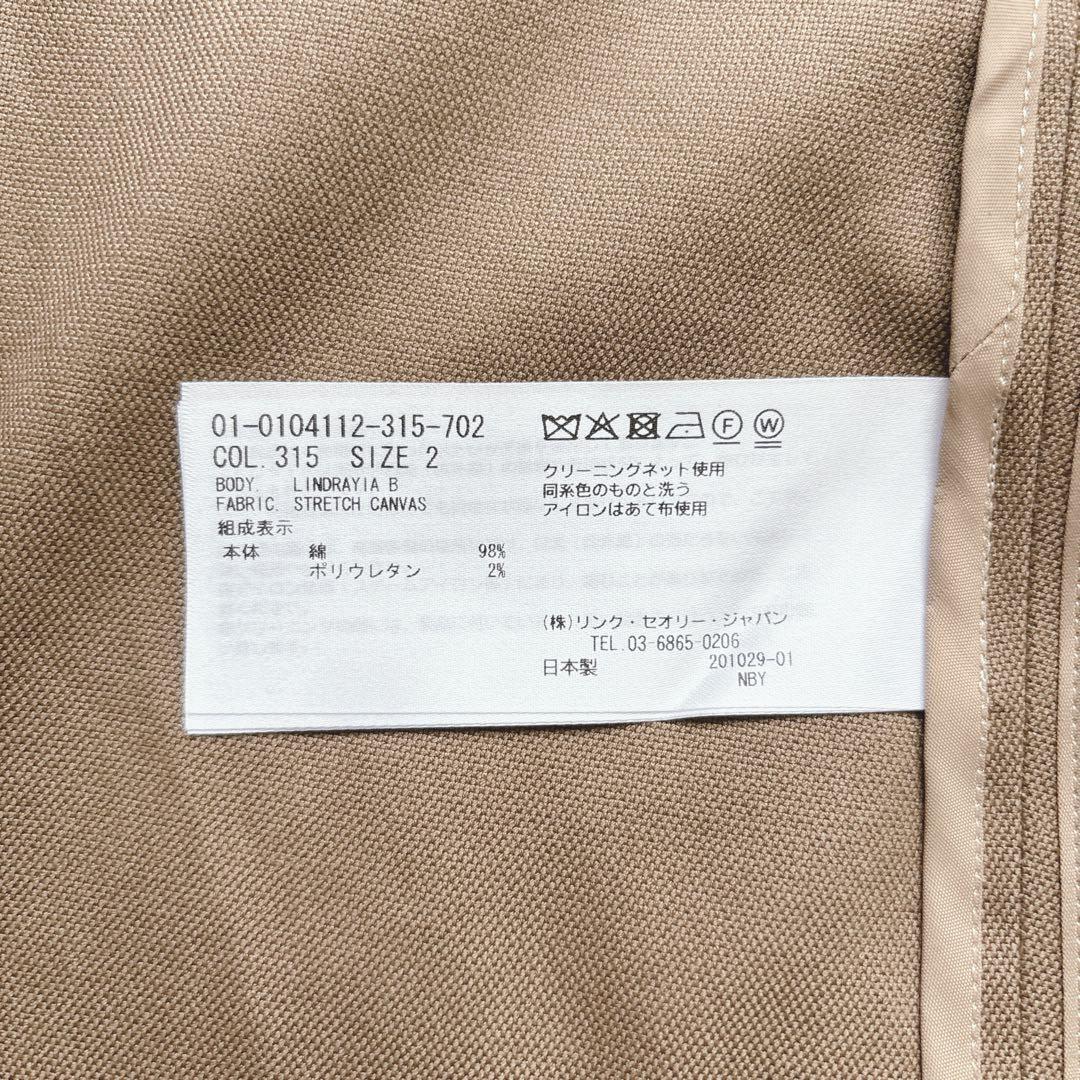 01-0104112-315-702
COL. 315 SIZE 2
BODY. LINDRAYIA B
FABRIC. STRETCH CANVAS
組成表示
本体 綿 98%
ポリウレタン 2%
F W
クリーニングネット使用
同系色のものと洗う
アイロンはあて布使用
(株)リンク・セオリー・ジャパン
TEL.03-6865-0206
日本製 201029-01
NBY